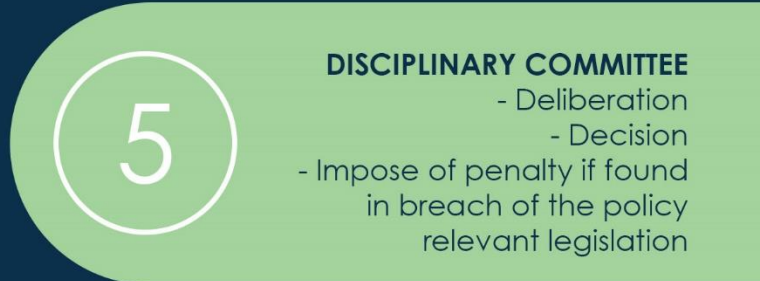 5
DISCIPLINARY COMMITTEE
- Deliberation
- Decision
- Impose of penalty if found
in breach of the policy
relevant legislation